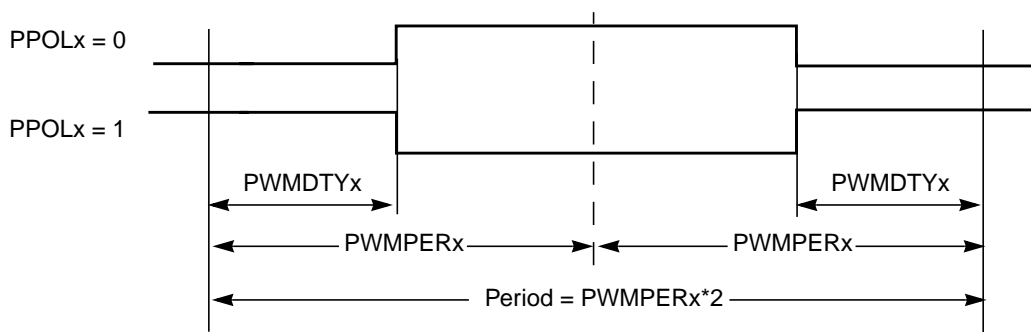 PPOLx = 0
PPOLx = 1
PWMDTYx
PWMDTYx
PWMPERx
PWMPERx
Period = PWMPERx*2